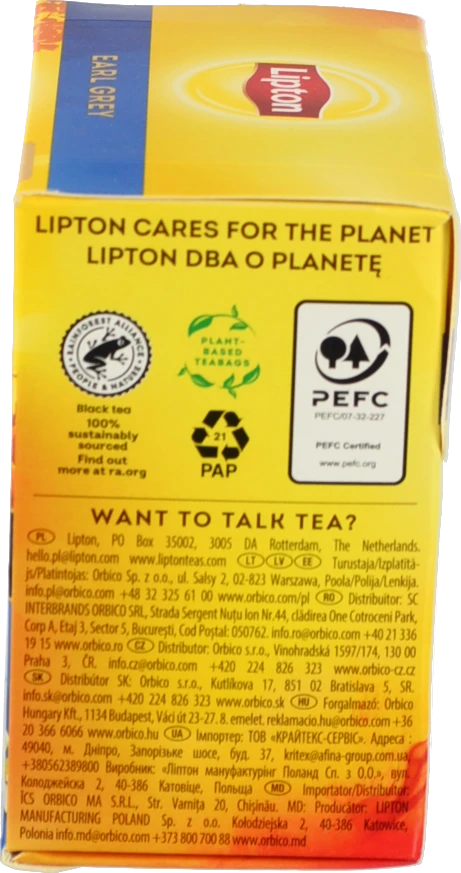 EARL GREY
Lipton
LIPTON CARES FOR THE PLANET
LIPTON DBA O PLANETĘ
RAINFOREST ALLIANCE
PEOPLE & NATURE
Black tea
100%
sustainably
sourced
Find out
more at ra.org
PLANT-
BASED
TEABAGS
21
PAP
PEFC
PEFC/07-32-227
PEFC Certified
www.pefc.org
WANT TO TALK TEA?
PL Lipton, PO Box 35002, 3005 DA Rotterdam, The Netherlands.
hello.pl@lipton.com www.liptonteas.com LT LV EE Turustaja/Izplatītā-
js/Platintojas: Orbico Sp. z o.o., ul. Salsy 2, 02-823 Warszawa, Poola/Polija/Lenkija.
info.pl@orbico.com +48 32 325 61 00 www.orbico.com/pl RO Distribuitor: SC
INTERBRANDS ORBICO SRL, Strada Sergent Nuțu Ion Nr.44, clădirea One Cotroceni Park,
Corp A, Etaj 3, Sector 5, București, Cod Poștal: 050762. info.ro@orbico.com +40 21 336
19 15 www.orbico.ro CZ Distributor: Orbico s.r.o., Vinohradská 1597/174, 130 00
Praha 3, ČR. info.cz@orbico.com +420 224 826 323 www.orbico-cz.cz
SK Distribútor SK: Orbico s.r.o., Kutlíkova 17, 851 02 Bratislava 5, SR.
info.sk@orbico.com +420 224 826 323 www.orbico.sk HU Forgalmazó: Orbico
Hungary Kft., 1134 Budapest, Váci út 23-27. 8. emelet. reklamacio.hu@orbico.com +36
20 366 6066 www.orbico.hu UA Імпортер: ТОВ «КРАЙТЕКС-СЕРВІС». Адреса :
49040, м. Дніпро, Запорізьке шосе, буд. 37, kritex@afina-group.com.ua,
+380562389800 Виробник: «Ліптон мануфактурінг Поланд Сп. з О.О.», вул.
Колоджейска 2, 40-386 Катовіце, Польща MD Importator/Distribuitor:
ÎCS ORBICO MA S.R.L., Str. Varnița 20, Chișinău. MD: Producător: LIPTON
MANUFACTURING POLAND Sp. z o.o. Kołodziejska 2, 40-386 Katowice,
Polonia info.md@orbico.com +373 800 700 88 www.orbico.md